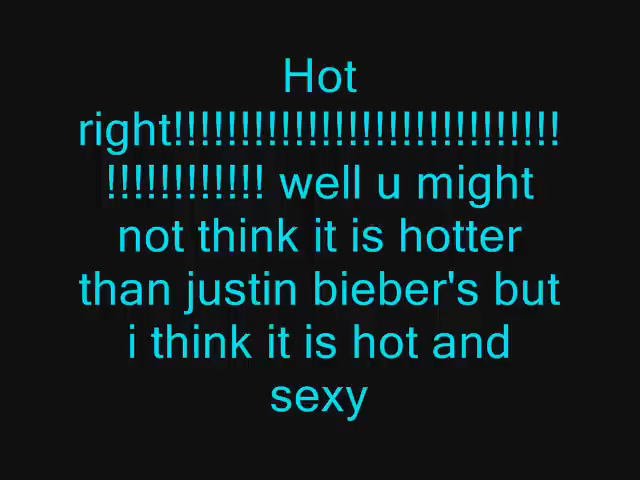 Hot
right!!!!!!!!!!!!!!!!!!!!!!!!!!!!!
!!!!!!!!!!!! well u might
not think it is hotter
than justin bieber's but
i think it is hot and
sexy